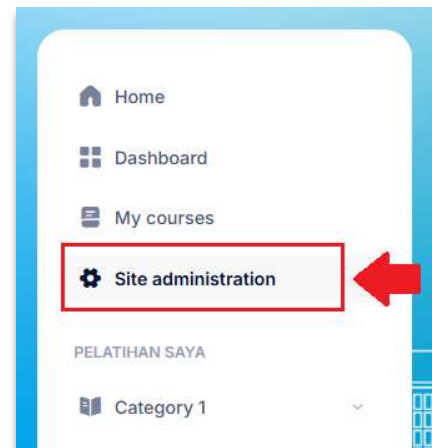 Home
Dashboard
My courses
Site administration
PELATIHAN SAYA
Category 1